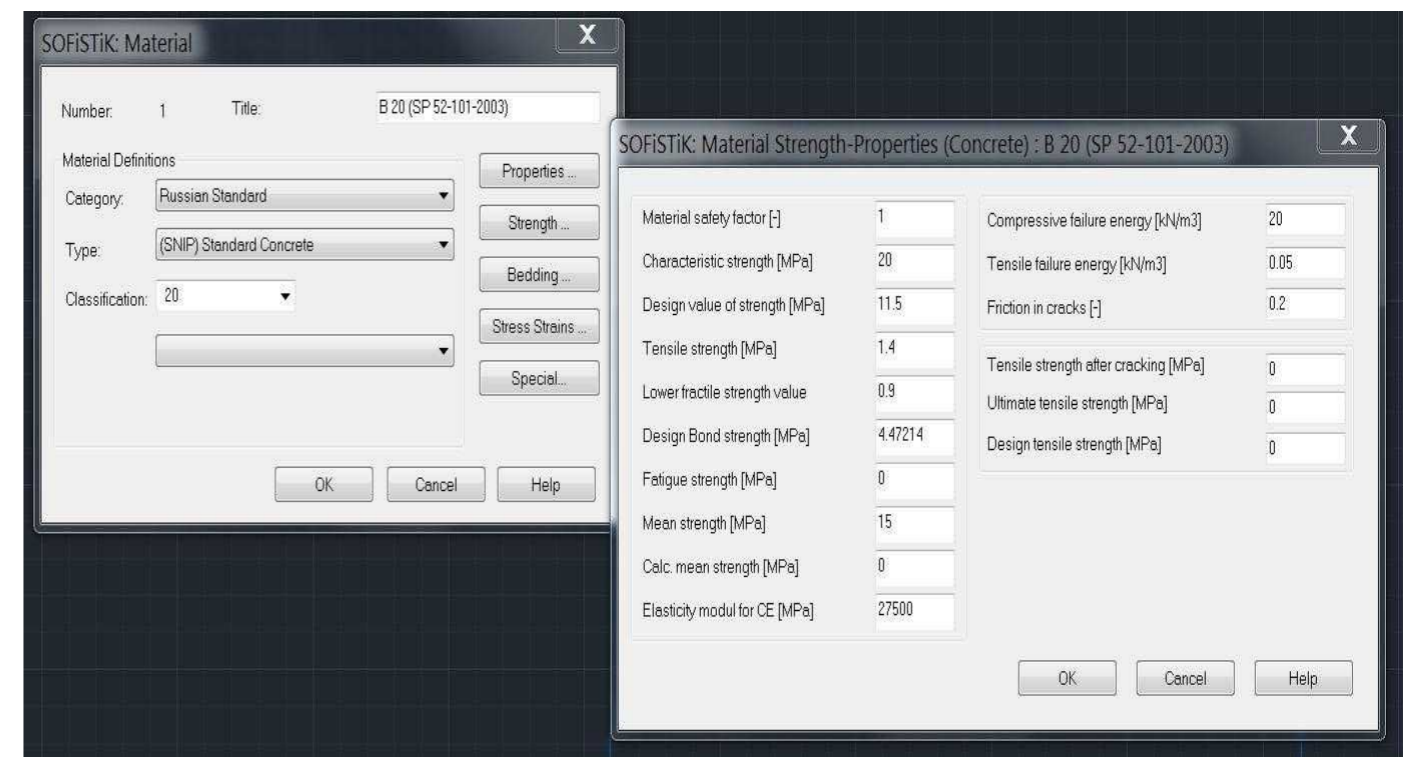 SOFiSTiK: Material
X
Number: 1 Title: B 20 (SP 52-101-2003)
Material Definitions
Category: Russian Standard
Type: (SNIP) Standard Concrete
Classification: 20
Properties ...
Strength ...
Bedding ...
Stress Strains ...
Special...
OK Cancel Help
SOFiSTiK: Material Strength-Properties (Concrete) : B 20 (SP 52-101-2003)
X
Material safety factor [-] 1
Characteristic strength [MPa] 20
Design value of strength [MPa] 11.5
Tensile strength [MPa] 1.4
Lower fractile strength value 0.9
Design Bond strength [MPa] 4.47214
Fatigue strength [MPa] 0
Mean strength [MPa] 15
Calc. mean strength [MPa] 0
Elasticity modul for CE [MPa] 27500
Compressive failure energy [kN/m3] 20
Tensile failure energy [kN/m3] 0.05
Friction in cracks [-] 0.2
Tensile strength after cracking [MPa] 0
Ultimate tensile strength [MPa] 0
Design tensile strength [MPa] 0
OK Cancel Help